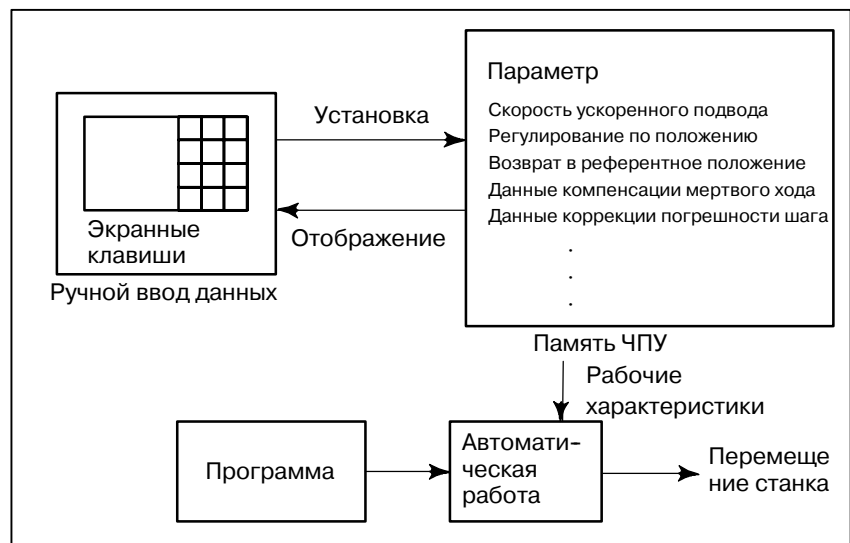 Параметр
Скорость ускоренного подвода
Регулирование по положению
Возврат в референтное положение
Данные компенсации мертвого хода
Данные коррекции погрешности шага
.
.
.
Установка
Отображение
Экранные
клавиши
Ручной ввод данных
Память ЧПУ
Рабочие
характеристики
Программа
Автомати-
ческая
работа
Перемеще
ние станка